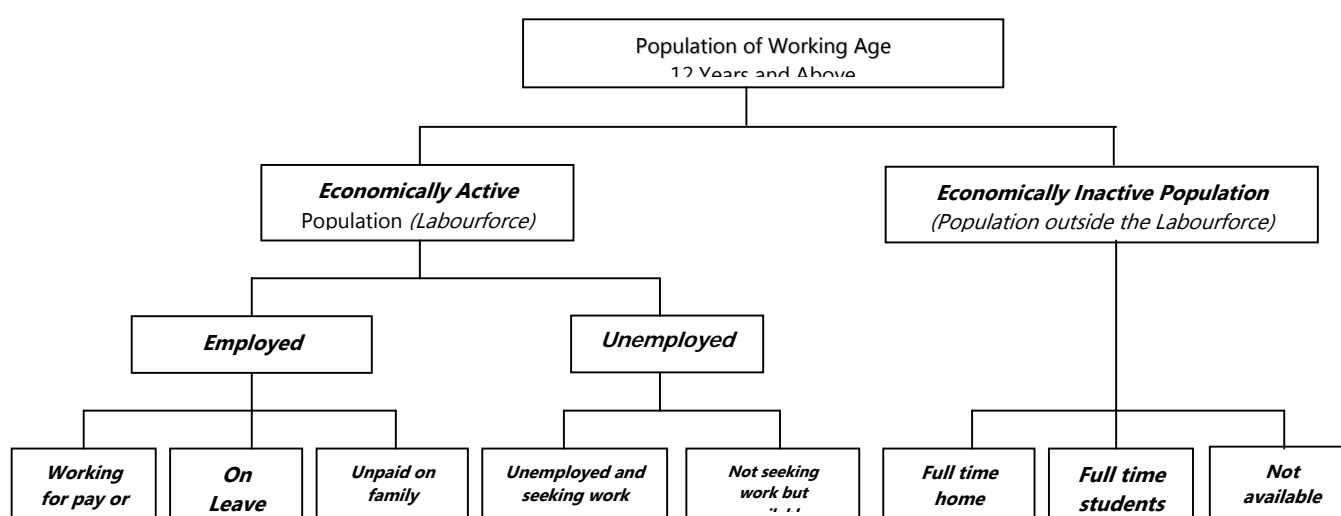 Population of Working Age
12 Years and Above
Economically Active
Population (Labourforce)
Economically Inactive Population
(Population outside the Labourforce)
Employed
Unemployed
Working
for pay or
On
Leave
Unpaid on
family
Unemployed and
seeking work
Not seeking
work but
Full time
home
Full time
students
Not
available